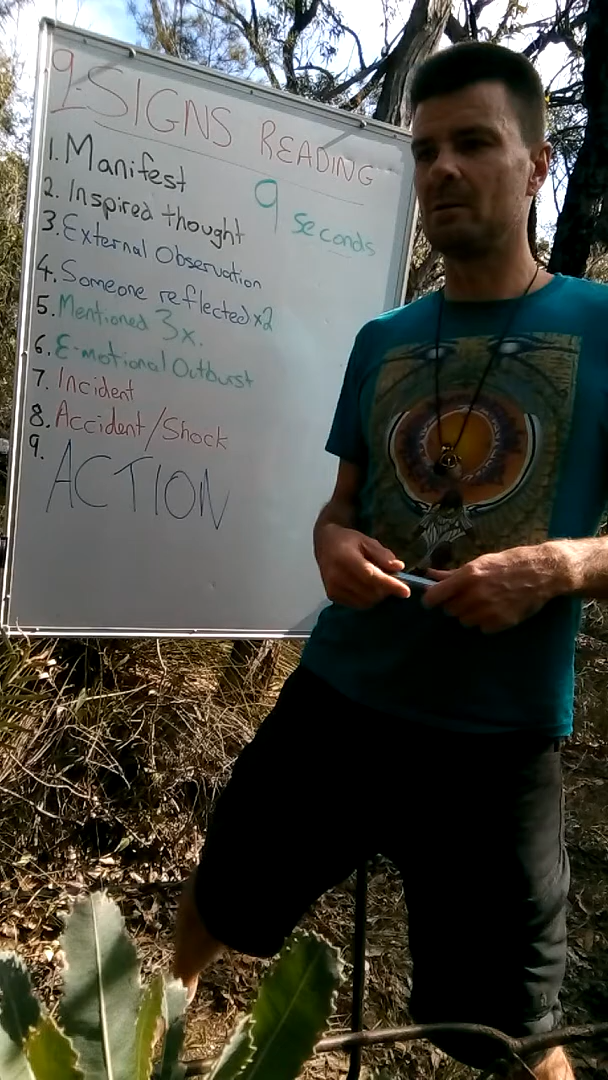 9-SIGNS READING
1. Manifest
9 seconds
2. Inspired thought
3. External Observation
4. Someone reflected x2
5. Mentioned 3x.
6. E-motional Outburst
7. Incident
8. Accident/Shock
9. ACTION